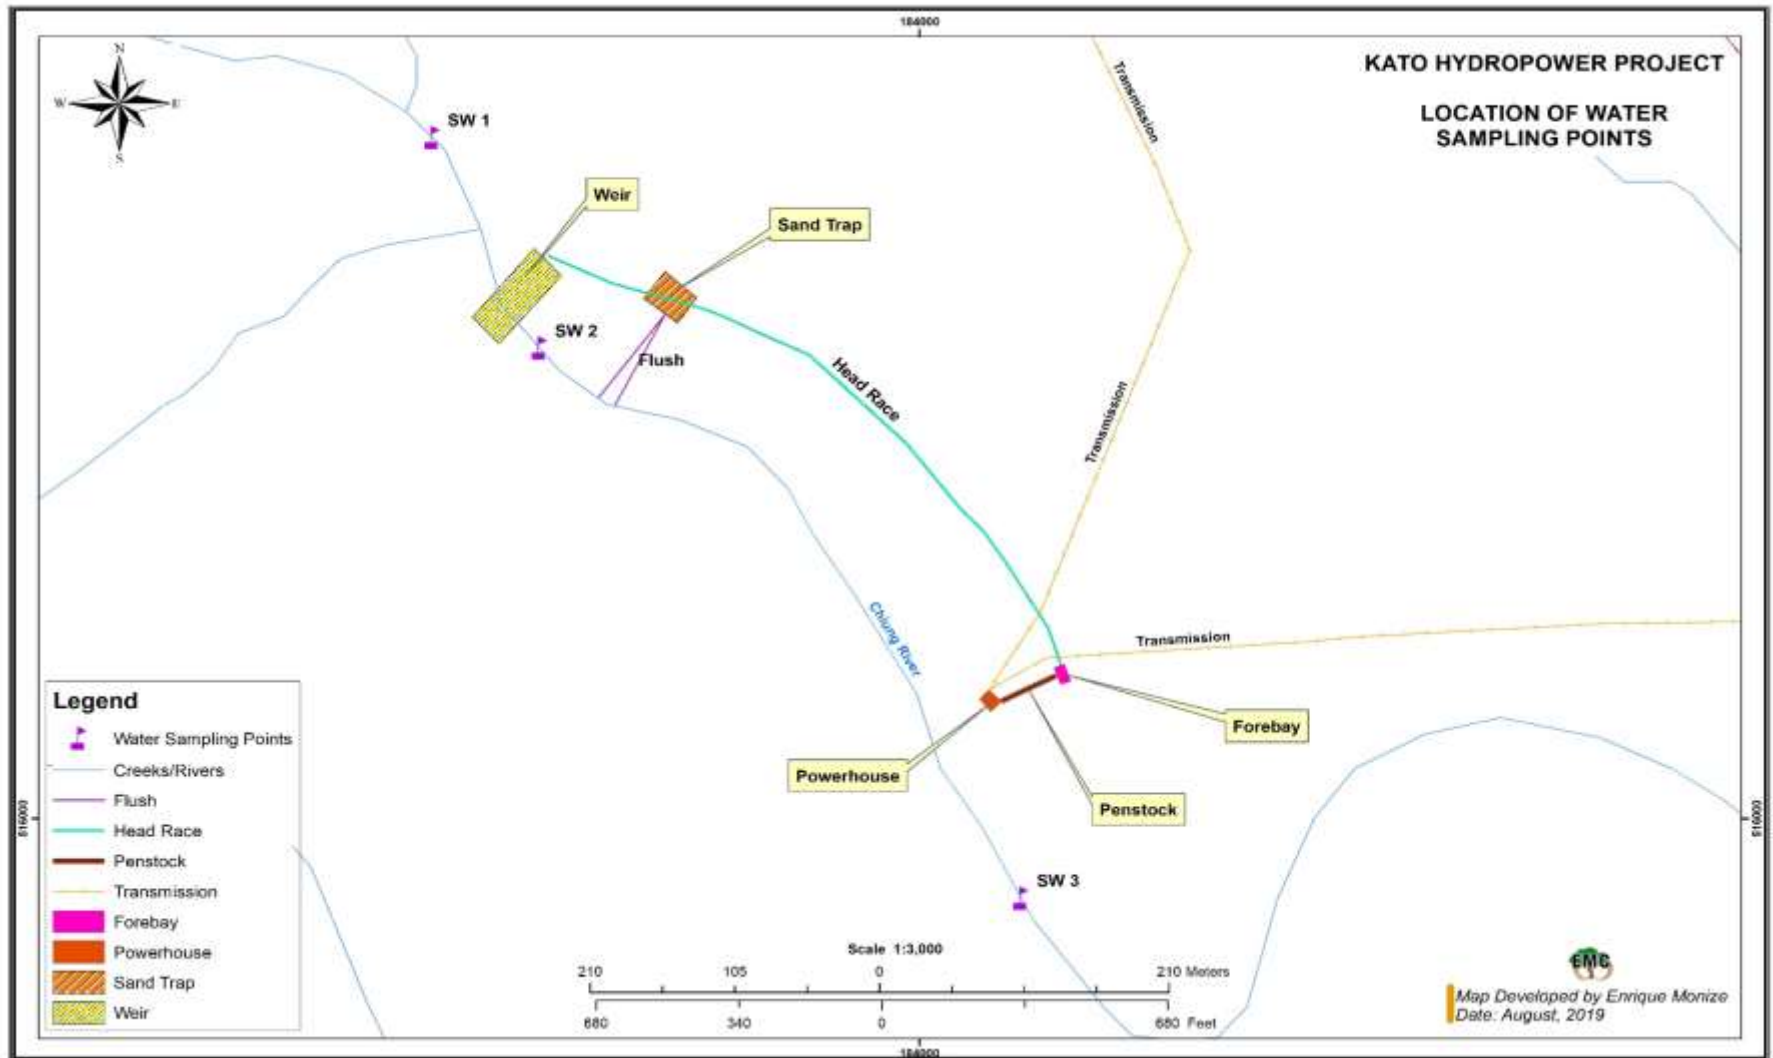 184000
KATO HYDROPOWER PROJECT
LOCATION OF WATER
SAMPLING POINTS
N
W
E
S
Transmission
SW 1
Weir
Sand Trap
SW 2
Flush
Head Race
Transmission
Chiung River
Transmission
Forebay
Powerhouse
Penstock
SW 3
516000
516000
Legend
Water Sampling Points
Creeks/Rivers
Flush
Head Race
Penstock
Transmission
Forebay
Powerhouse
Sand Trap
Weir
Scale 1:3,000
210 105 0 210 Meters
680 340 0 680 Feet
EMC
Map Developed by Enrique Monize
Date: August, 2019
184000